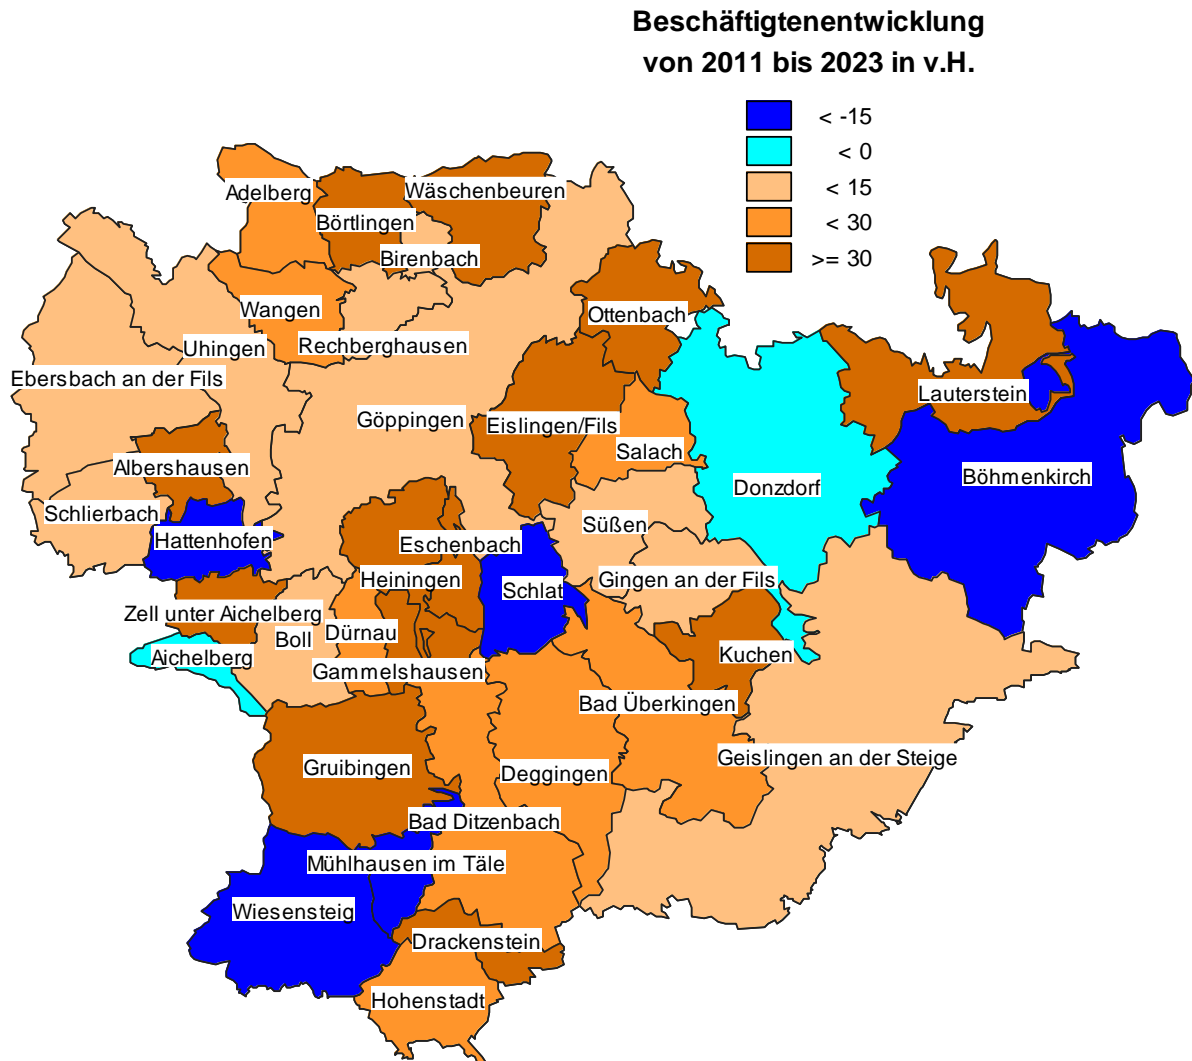 Beschäftigtenentwicklung
von 2011 bis 2023 in v.H.
< -15
< 0
< 15
< 30
>= 30
Adelberg
Wäschenbeuren
Börtlingen
Birenbach
Wangen
Ottenbach
Rechberghausen
Uhingen
Ebersbach an der Fils
Lauterstein
Göppingen
Eislingen/Fils
Salach
Albershausen
Böhmenkirch
Donzdorf
Schlierbach
Süßen
Hattenhofen
Eschenbach
Heiningen
Gingen an der Fils
Schlat
Zell unter Aichelberg
Boll
Dürnau
Aichelberg
Kuchen
Gammelshausen
Bad Überkingen
Geislingen an der Steige
Gruibingen
Deggingen
Bad Ditzenbach
Mühlhausen im Täle
Wiesensteig
Drackenstein
Hohenstadt